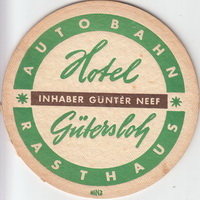 AUTOBAHN
Hotel
INHABER GÜNTER NEEF
Gütersloh
RASTHAUS